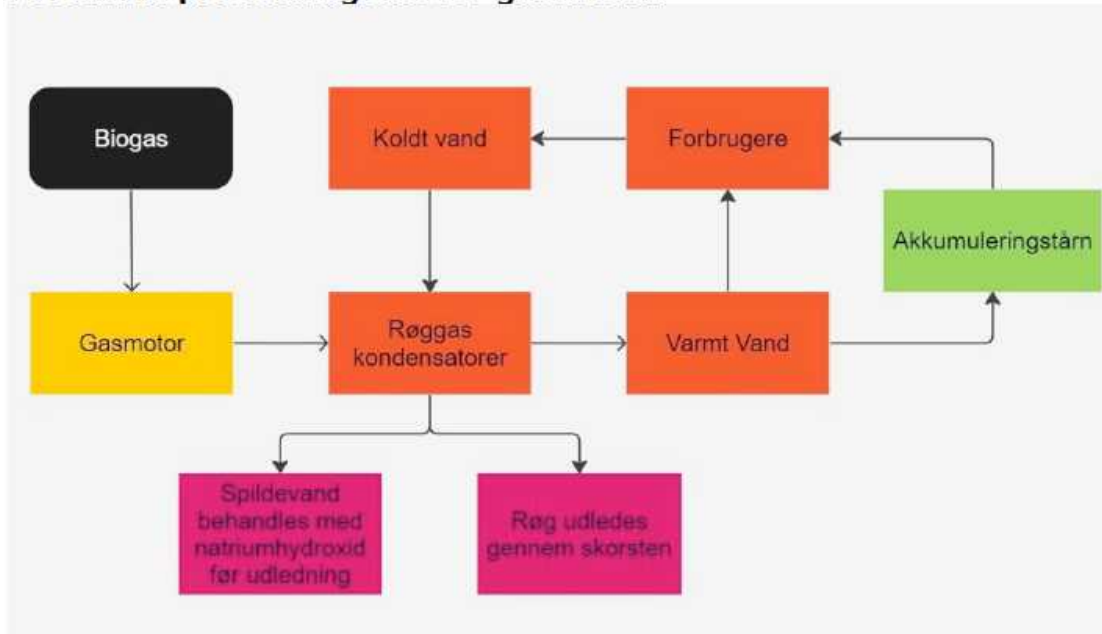 Biogas
Koldt vand
Forbrugere
Akkumuleringstårn
Gasmotor
Røggas
kondensatorer
Varmt Vand
Spildevand
behandles med
natriumhydroxid
før udledning
Røg udledes
gennem skorsten